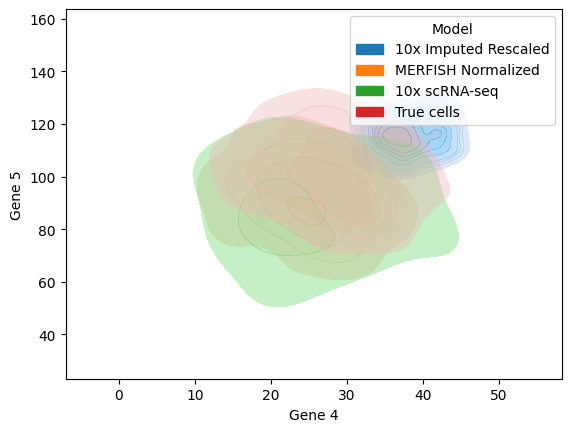 Model
10x Imputed Rescaled
MERFISH Normalized
10x scRNA-seq
True cells
160
140
120
100
80
60
40
Gene 5
0 10 20 30 40 50
Gene 4